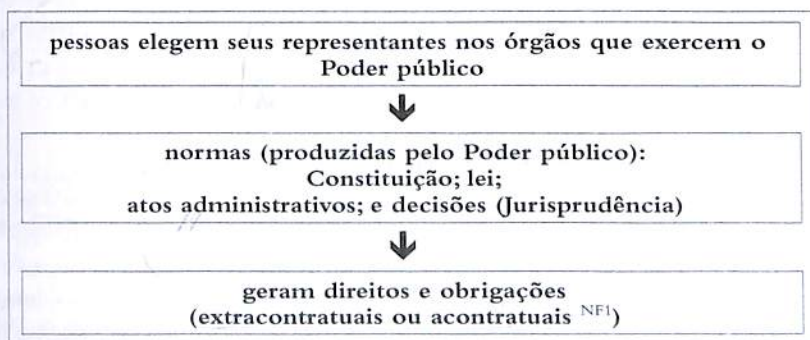 pessoas elegem seus representantes nos órgãos que exercem o
Poder público
normas (produzidas pelo Poder público):
Constituição; lei;
atos administrativos; e decisões (Jurisprudência)
geram direitos e obrigações
(extracontratuais ou acontratuais NF1)